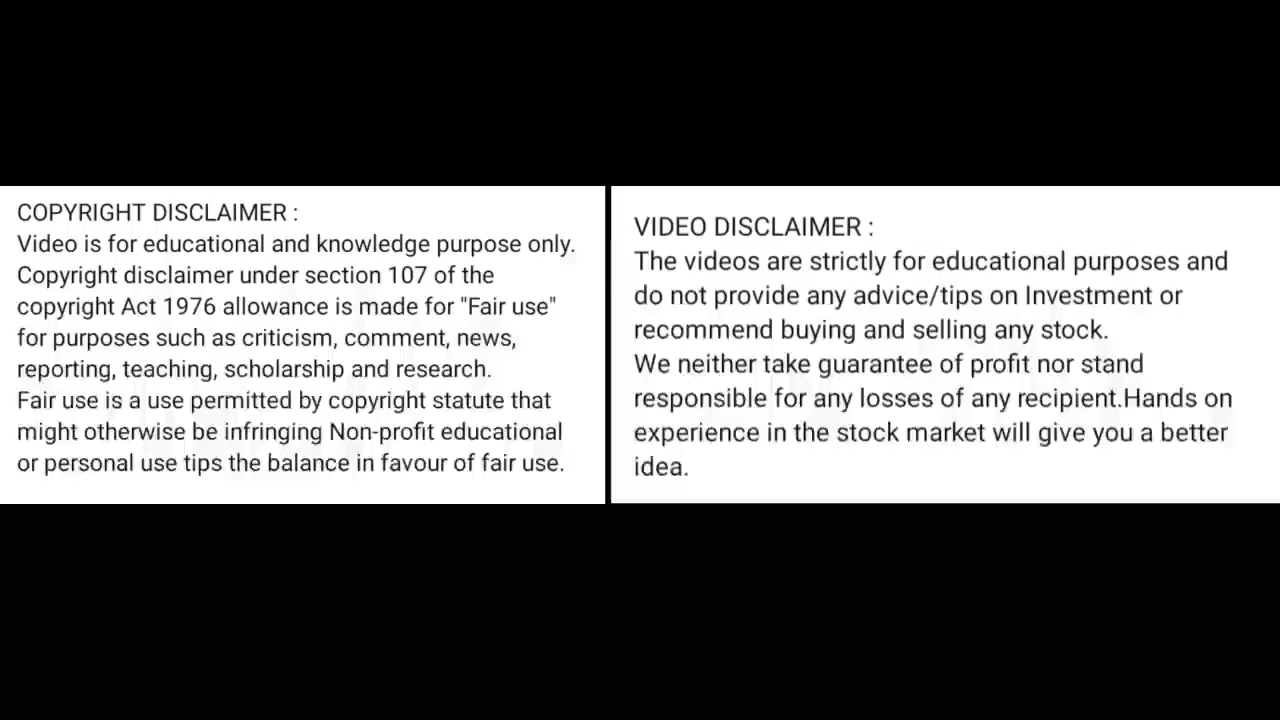 COPYRIGHT DISCLAIMER :
Video is for educational and knowledge purpose only.
Copyright disclaimer under section 107 of the
copyright Act 1976 allowance is made for "Fair use"
for purposes such as criticism, comment, news,
reporting, teaching, scholarship and research.
Fair use is a use permitted by copyright statute that
might otherwise be infringing Non-profit educational
or personal use tips the balance in favour of fair use.
VIDEO DISCLAIMER :
The videos are strictly for educational purposes and
do not provide any advice/tips on Investment or
recommend buying and selling any stock.
We neither take guarantee of profit nor stand
responsible for any losses of any recipient.Hands on
experience in the stock market will give you a better
idea.